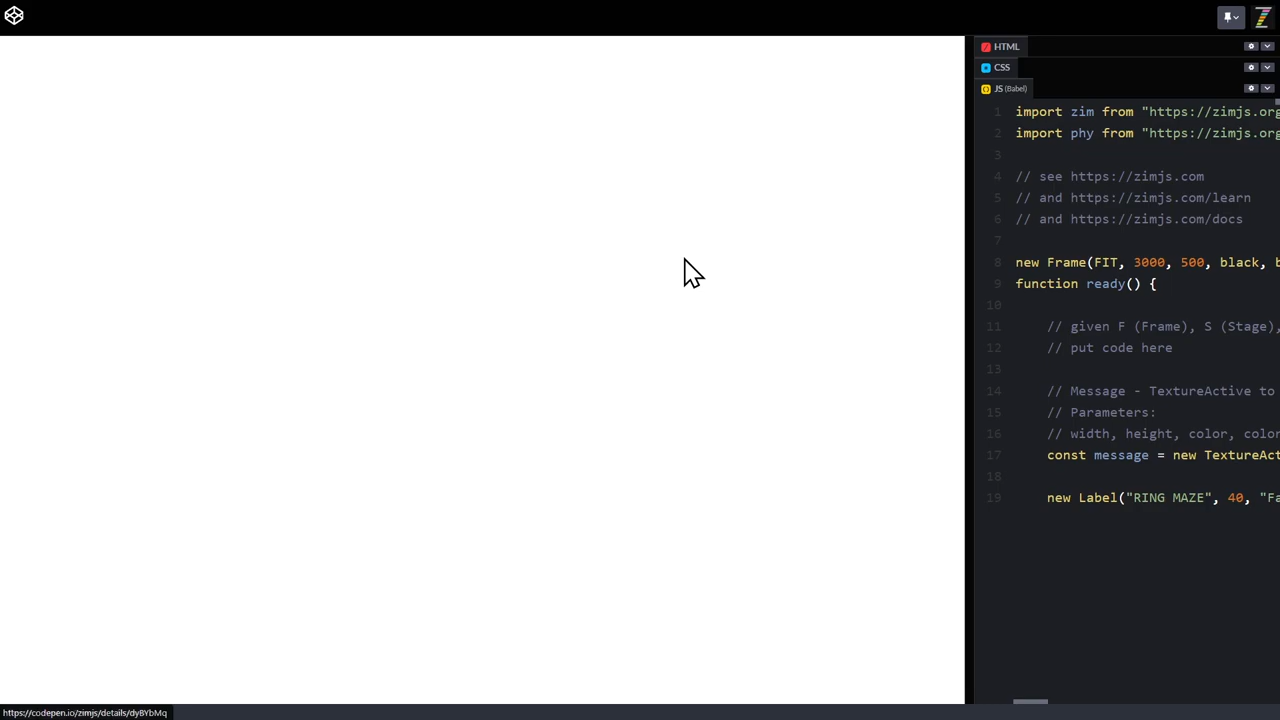 HTML
CSS
JS (Babel)
1 import zim from "https://zimjs.org
2 import phy from "https://zimjs.org
3
4 // see https://zimjs.com
5 // and https://zimjs.com/learn
6 // and https://zimjs.com/docs
7
8 new Frame(FIT, 3000, 500, black, b
9 function ready() {
10
11 // given F (Frame), S (Stage),
12 // put code here
13
14 // Message - TextureActive to
15 // Parameters:
16 // width, height, color, color
17 const message = new TextureAct
18
19 new Label("RING MAZE", 40, "Fa
https://codepen.io/zimjs/details/dyBYbMq